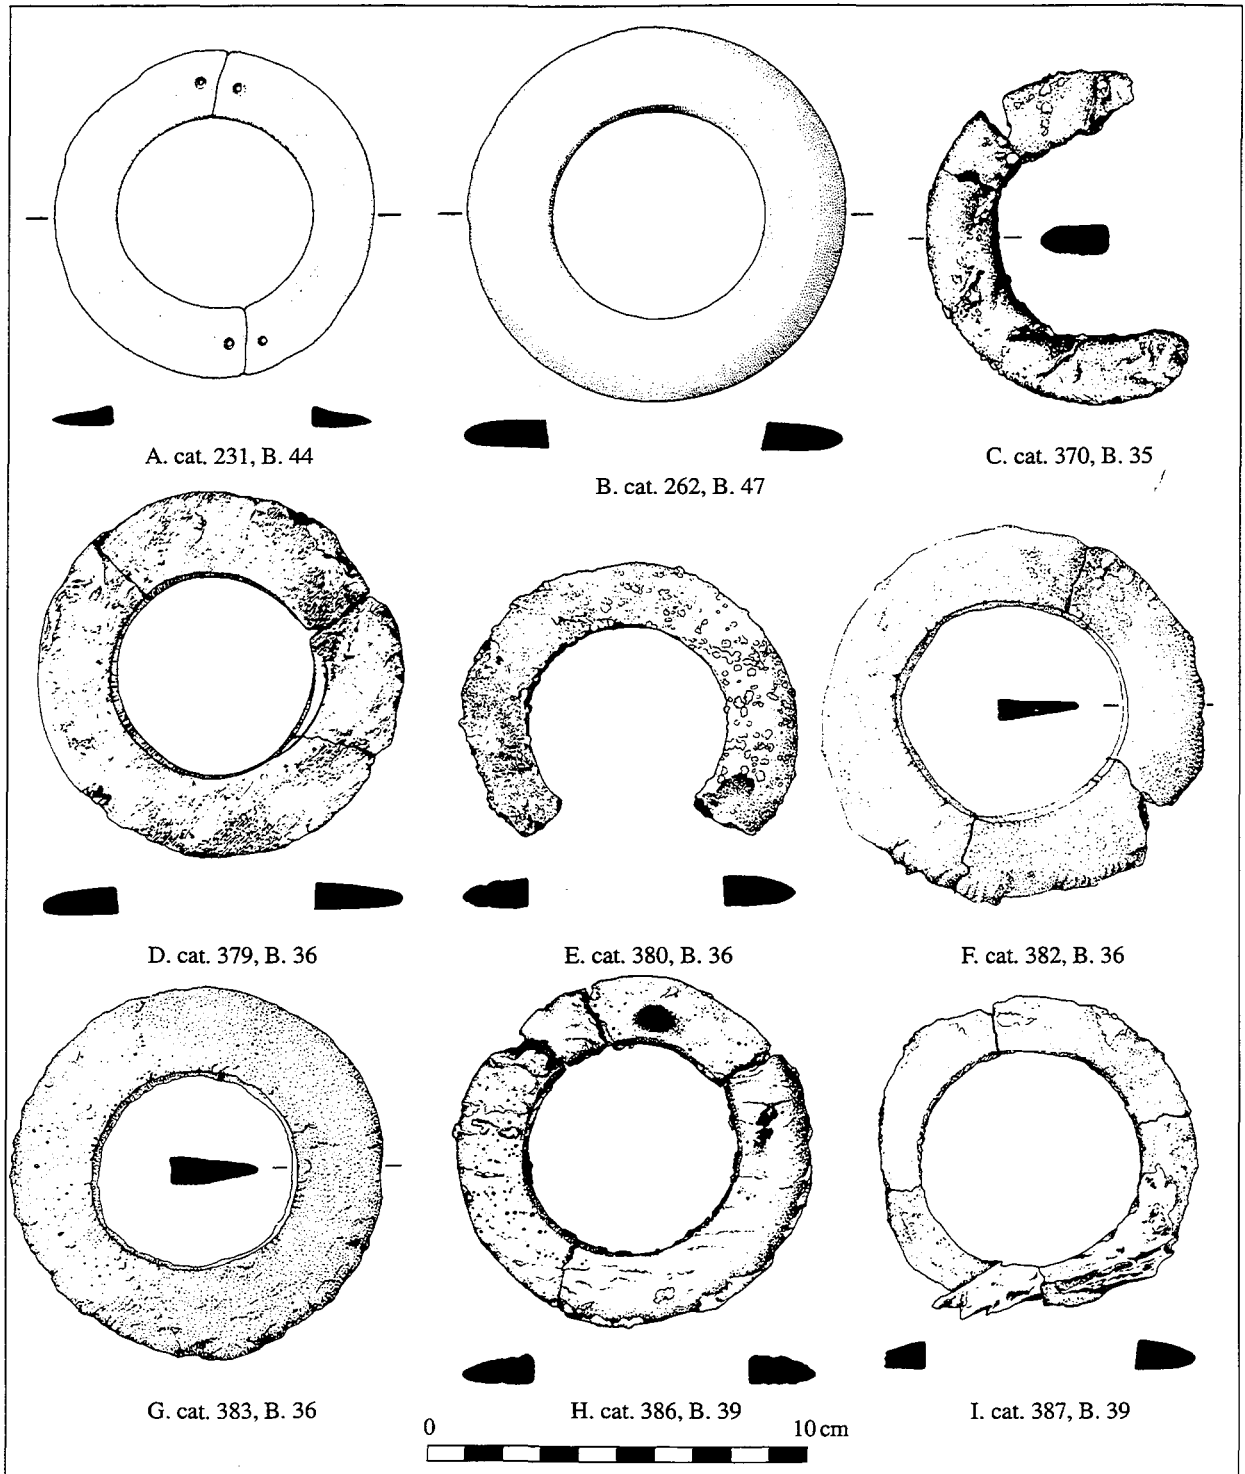 A. cat. 231, B. 44
B. cat. 262, B. 47
C. cat. 370, B. 35
D. cat. 379, B. 36
E. cat. 380, B. 36
F. cat. 382, B. 36
G. cat. 383, B. 36
H. cat. 386, B. 39
I. cat. 387, B. 39
0 10 cm